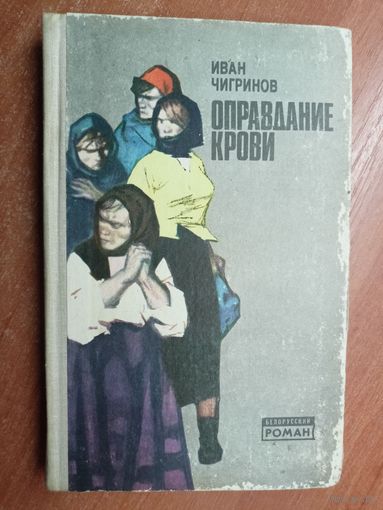 ИВАН
ЧИГРИНОВ
ОПРАВДАНИЕ
КРОВИ
БЕЛОРУССКИЙ
РОМАН